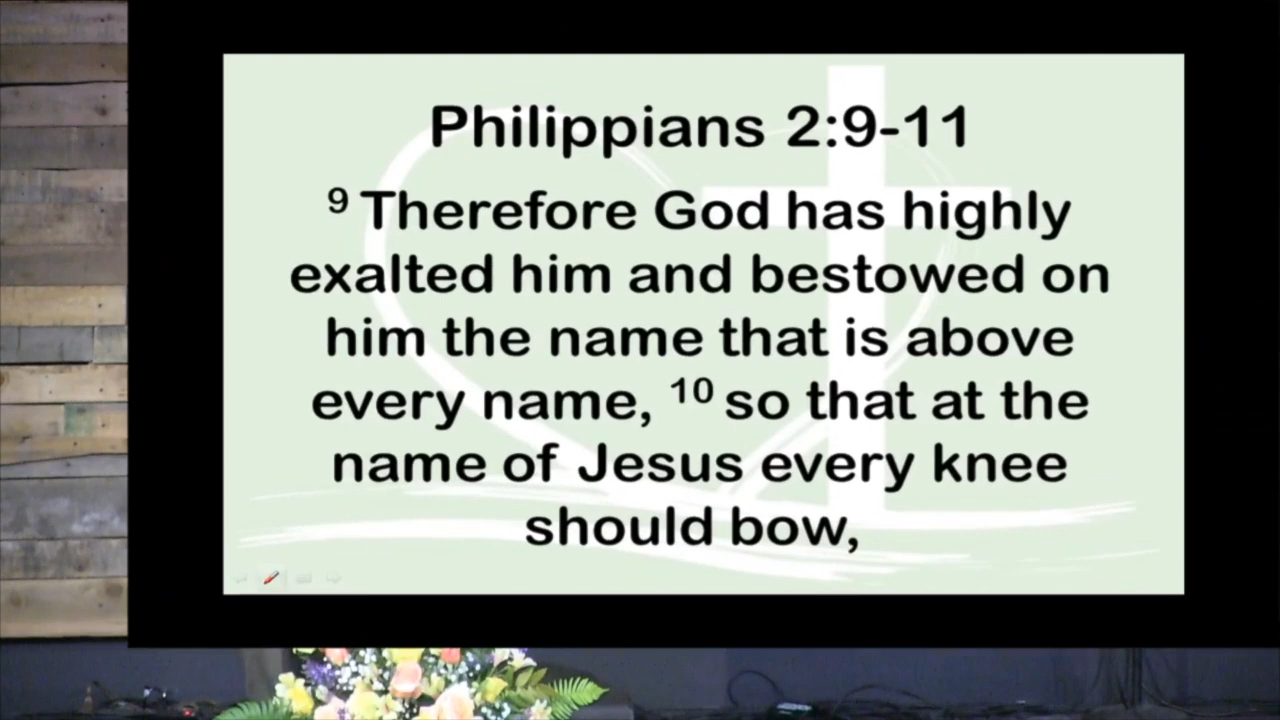 Philippians 2:9-11
⁹ Therefore God has highly
exalted him and bestowed on
him the name that is above
every name, ¹⁰ so that at the
name of Jesus every knee
should bow,